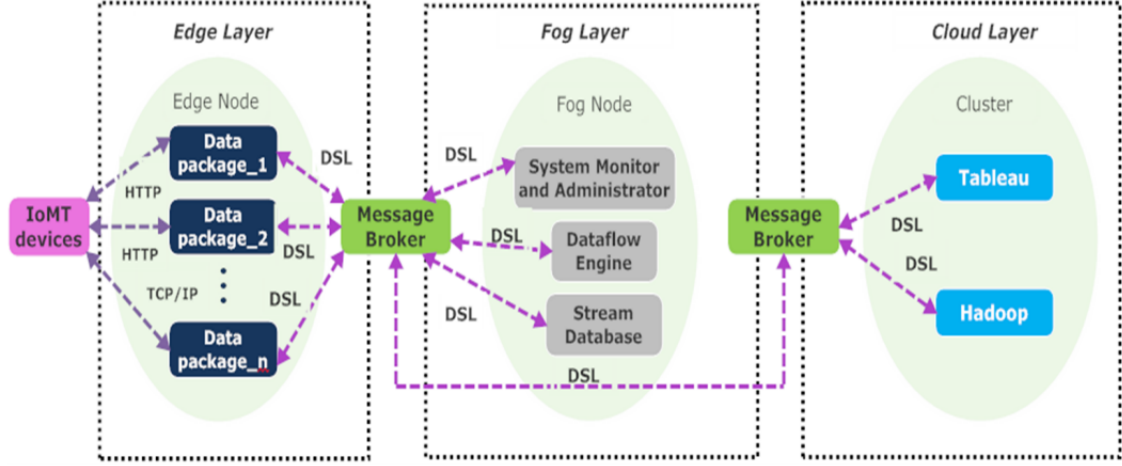 Edge Layer
Fog Layer
Cloud Layer
Edge Node
Fog Node
Cluster
Data
package_1
DSL
DSL
System Monitor
and Administrator
Tableau
HTTP
IoMT
devices
Data
package_2
Message
Broker
Message
Broker
DSL
HTTP
DSL
DSL
Dataflow
Engine
DSL
TCP/IP
DSL
DSL
Stream
Database
Hadoop
Data
package_n
DSL